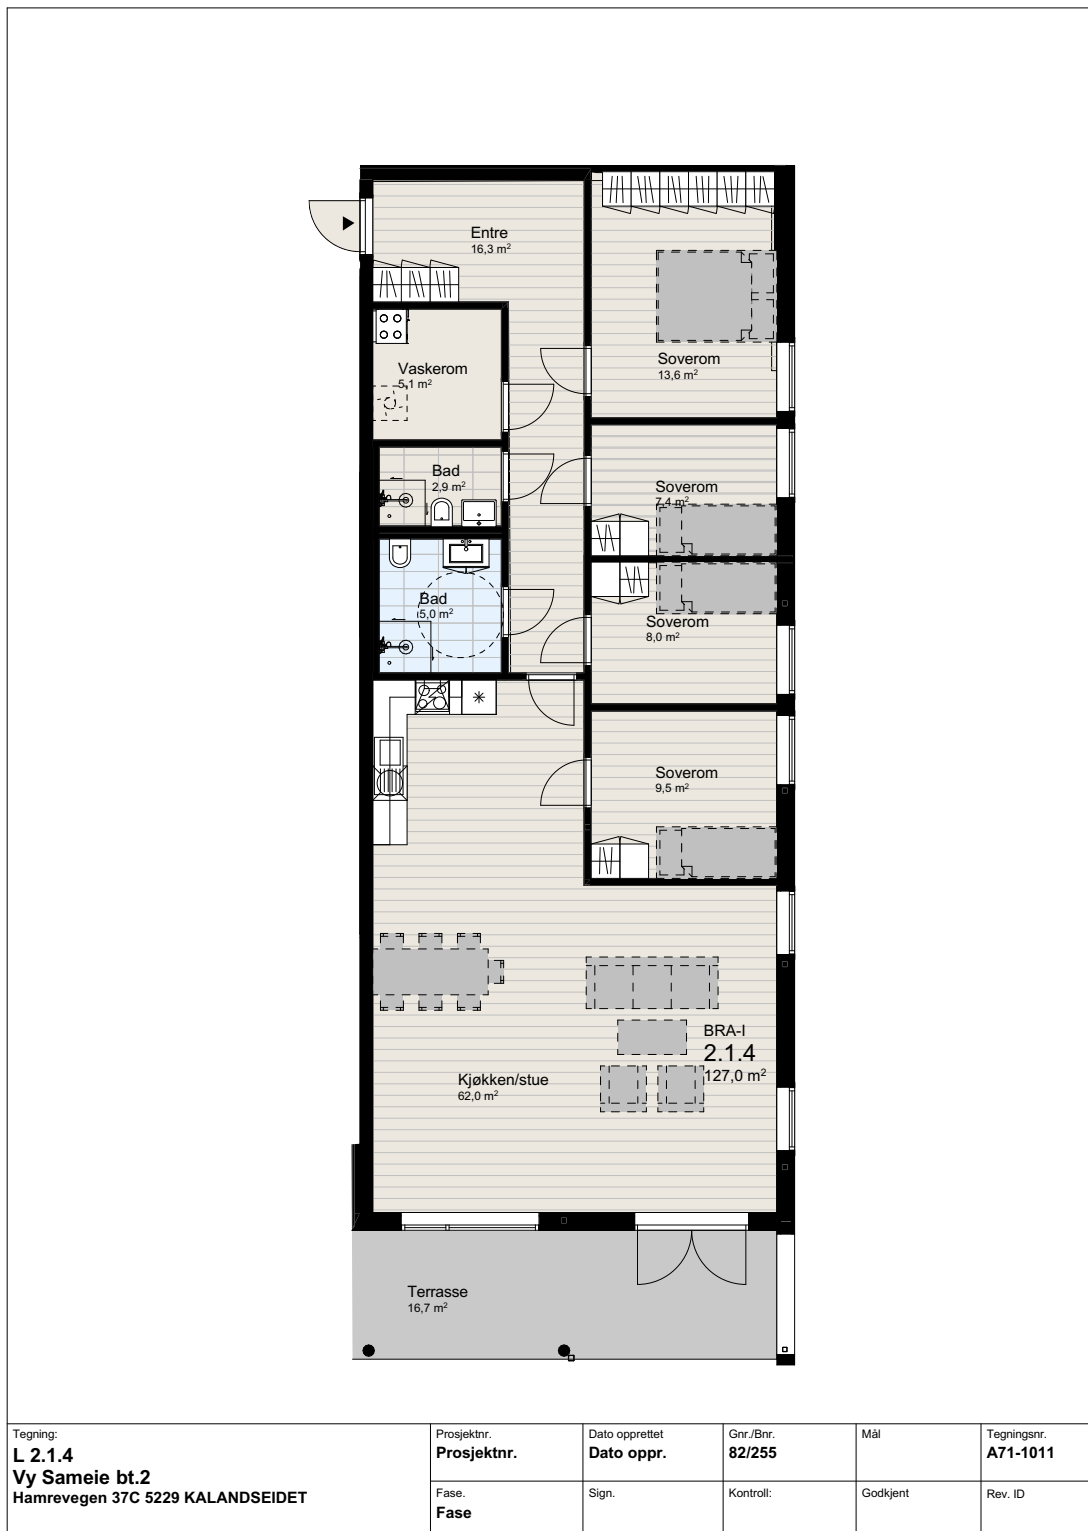 Entre
16,3 m²
Vaskerom
5,1 m²
Soverom
13,6 m²
Bad
2,9 m²
Soverom
7,4 m²
Bad
5,0 m²
Soverom
8,0 m²
Soverom
9,5 m²
BRA-I
2.1.4
127,0 m²
Kjøkken/stue
62,0 m²
Terrasse
16,7 m²
Tegning:
L 2.1.4
Vy Sameie bt.2
Hamrevegen 37C 5229 KALANDSEIDET
Prosjektnr.
Prosjektnr.
Dato opprettet
Dato oppr.
Gnr./Bnr.
82/255
Mål
Tegningsnr.
A71-1011
Fase.
Fase
Sign.
Kontroll:
Godkjent
Rev. ID